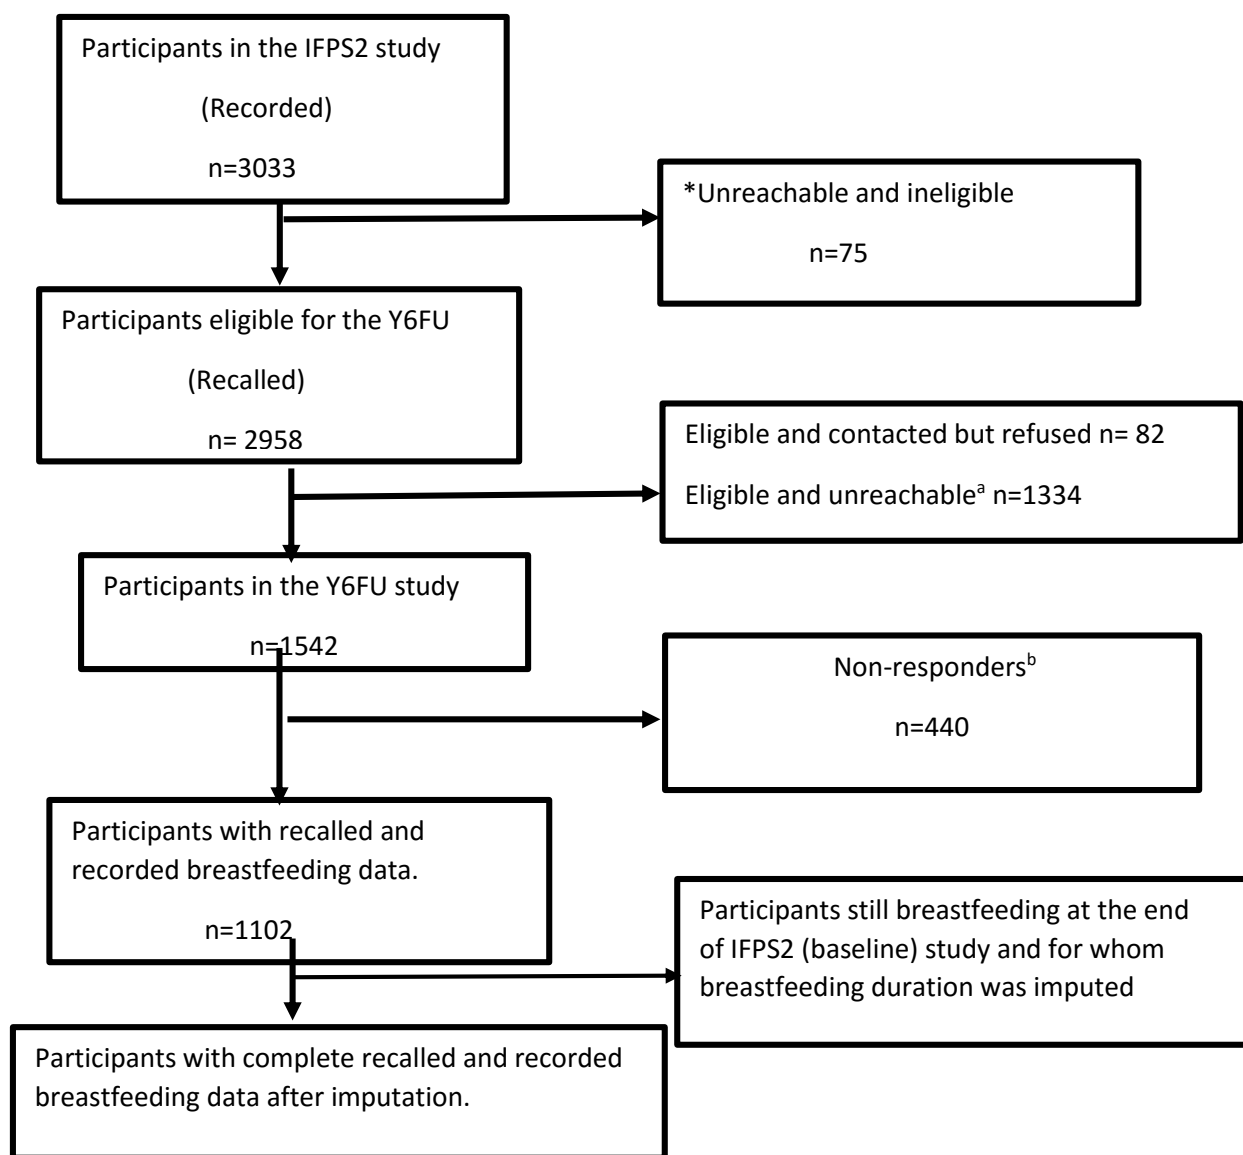 Participants in the IFPS2 study
(Recorded)
n=3033
*Unreachable and ineligible
n=75
Participants eligible for the Y6FU
(Recalled)
n= 2958
Eligible and contacted but refused n= 82
Eligible and unreachableᵃ n=1334
Participants in the Y6FU study
n=1542
Non-respondersᵇ
n=440
Participants with recalled and
recorded breastfeeding data.
n=1102
Participants still breastfeeding at the end
of IFPS2 (baseline) study and for whom
breastfeeding duration was imputed
Participants with complete recalled and recorded
breastfeeding data after imputation.